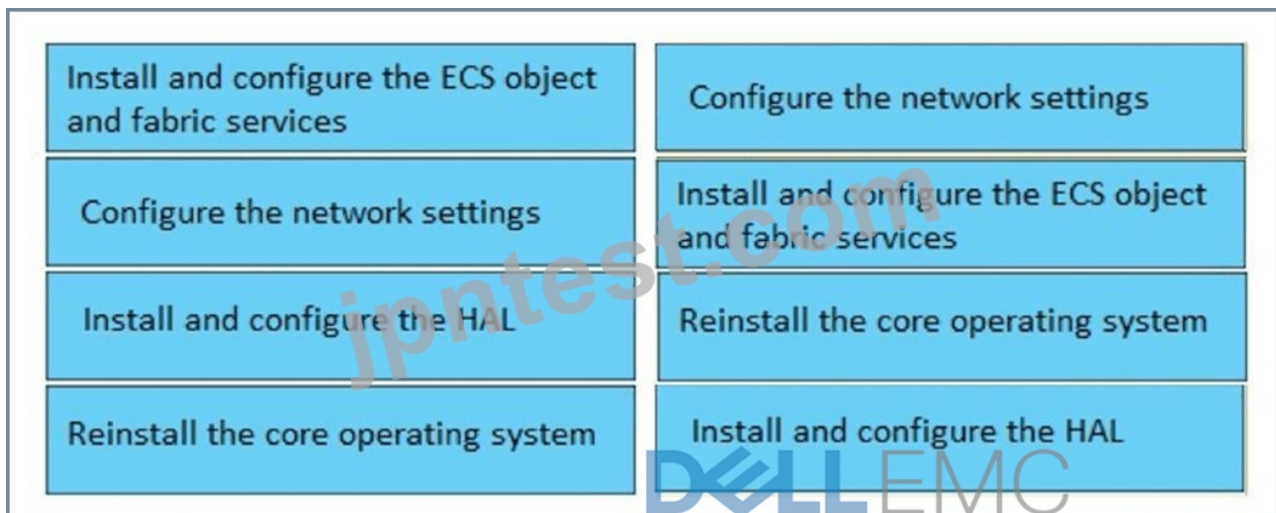 Install and configure the ECS object
and fabric services
Configure the network settings
Install and configure the HAL
Reinstall the core operating system
Configure the network settings
Install and configure the ECS object
and fabric services
Reinstall the core operating system
Install and configure the HAL
jpntest.com
DELLEMC